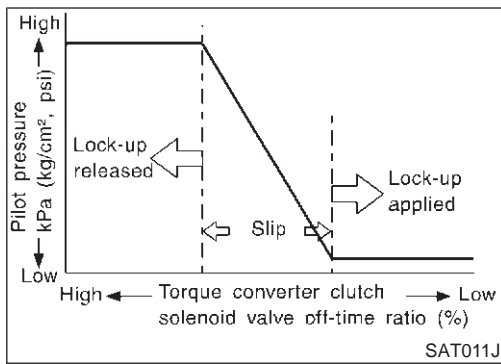 High
Pilot pressure
kPa (kg/cm², psi)
Low
Lock-up
released
Slip
Lock-up
applied
High
Torque converter clutch
solenoid valve off-time ratio (%)
Low
SAT011J